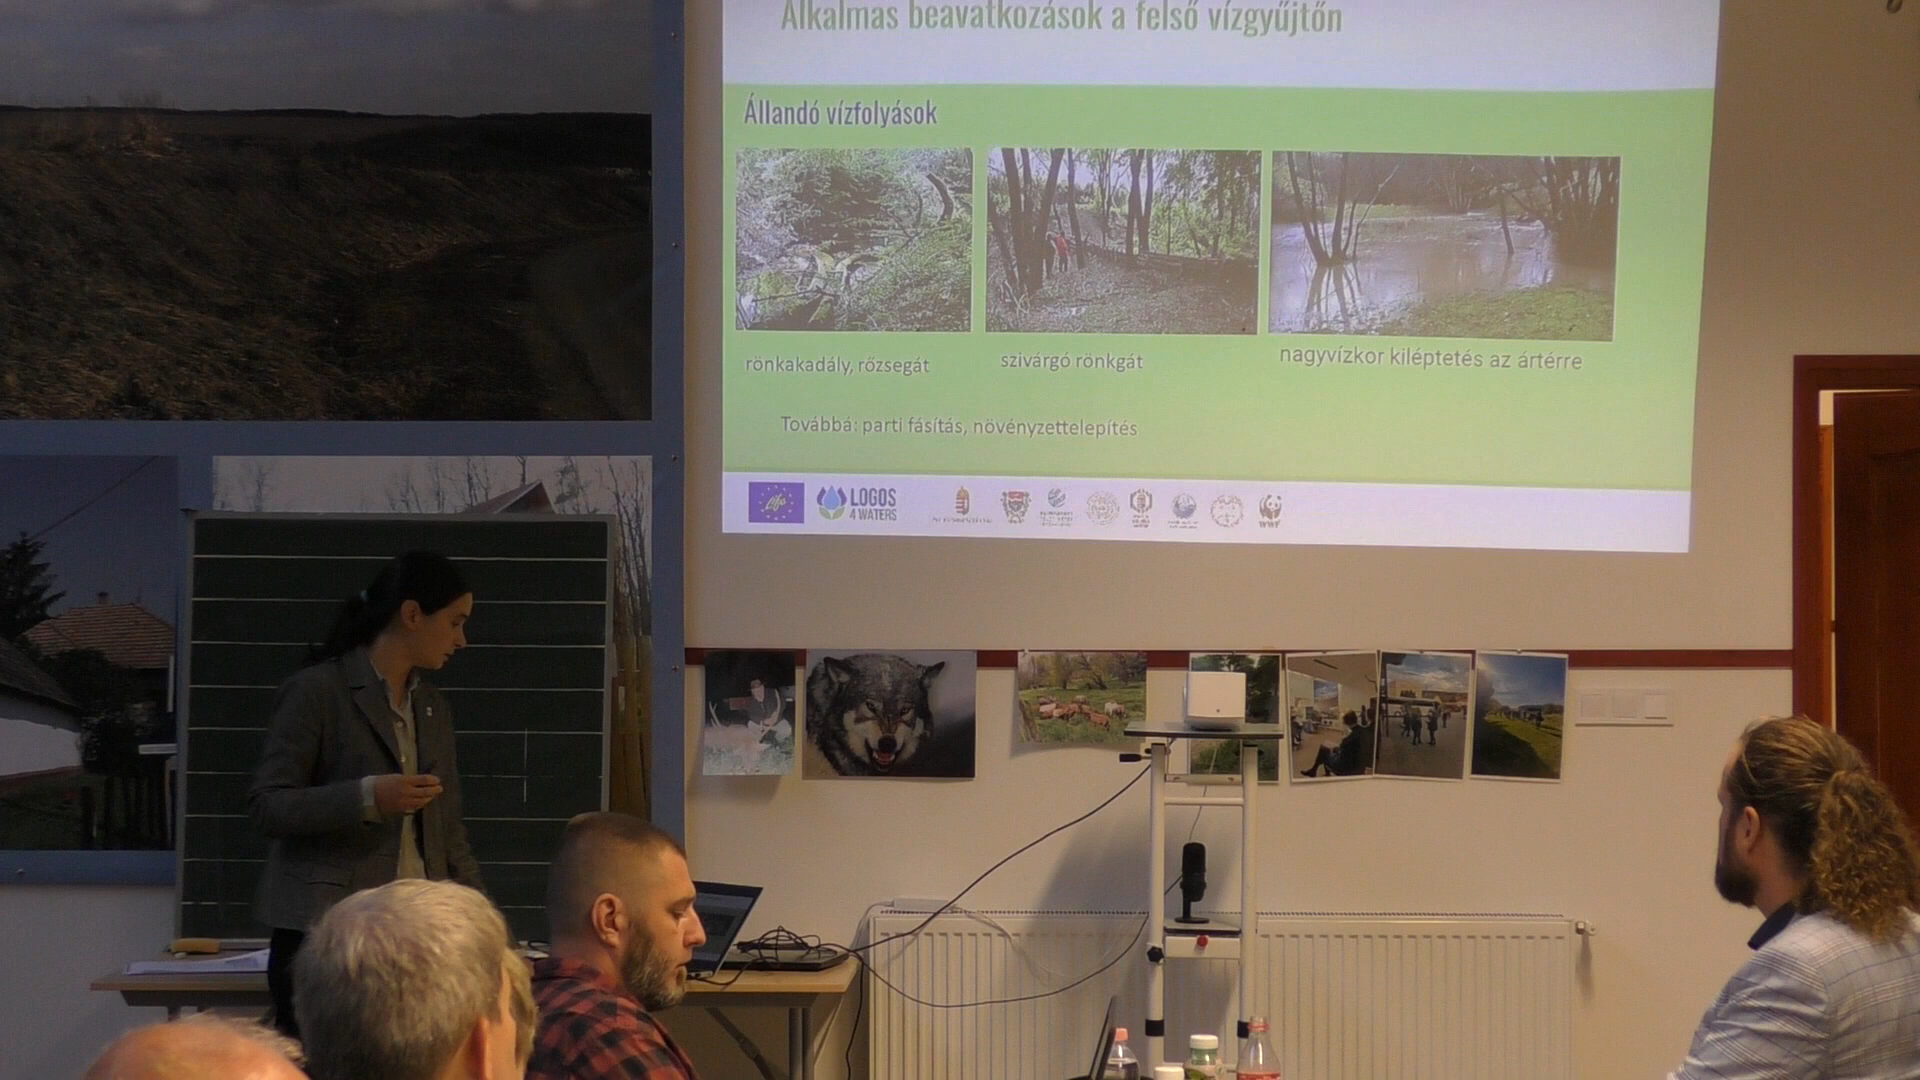 Alkalmas beavatkozások a felső vízgyűjtőn
Állandó vízfolyások
rönkakadály, rőzsegát
szivárgó rönkgát
nagyvízkor kiléptetés az ártérre
Továbbá: parti fásítás, növényzettelepítés
life
LOGOS
4 WATERS
WWF